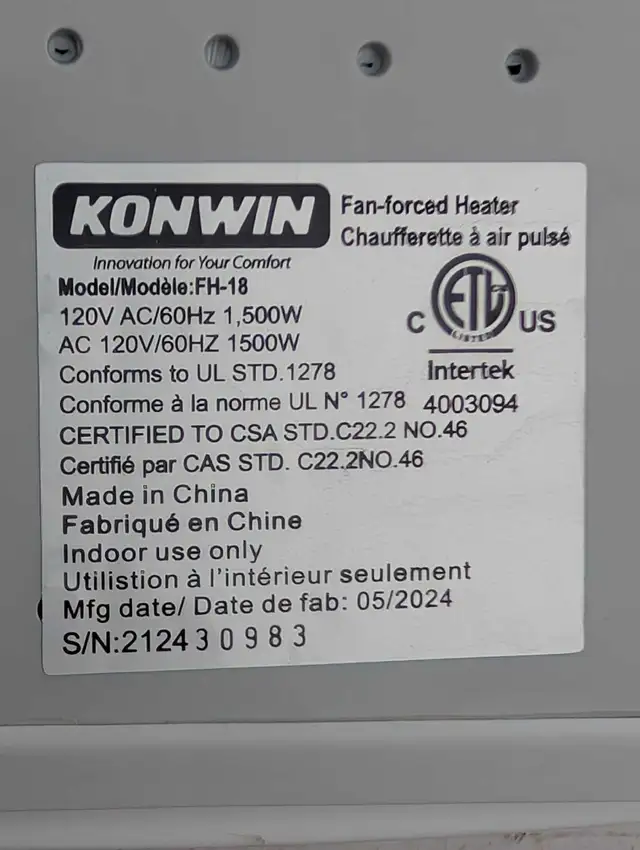 KONWIN
Innovation for Your Comfort
Fan-forced Heater
Chaufferette à air pulsé
Model/Modèle:FH-18
120V AC/60Hz 1,500W
AC 120V/60HZ 1500W
Conforms to UL STD.1278
Conforme à la norme UL N° 1278
CERTIFIED TO CSA STD.C22.2 NO.46
Certifié par CAS STD. C22.2NO.46
C ETL US
LISTED
Intertek
4003094
Made in China
Fabriqué en Chine
Indoor use only
Utilistion à l'intérieur seulement
Mfg date/ Date de fab: 05/2024
S/N:212430983